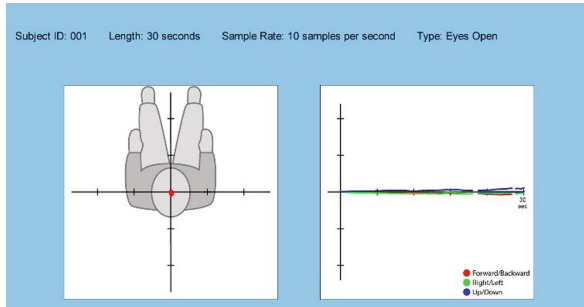 Subject ID: 001 Length: 30 seconds Sample Rate: 10 samples per second Type: Eyes Open
30
sec
Forward/Backward
Right/Left
Up/Down